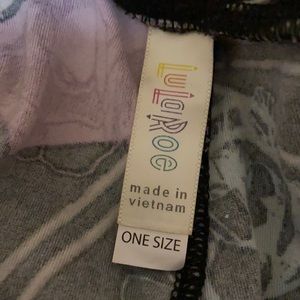 LuLaRoe
made in
vietnam
ONE SIZE